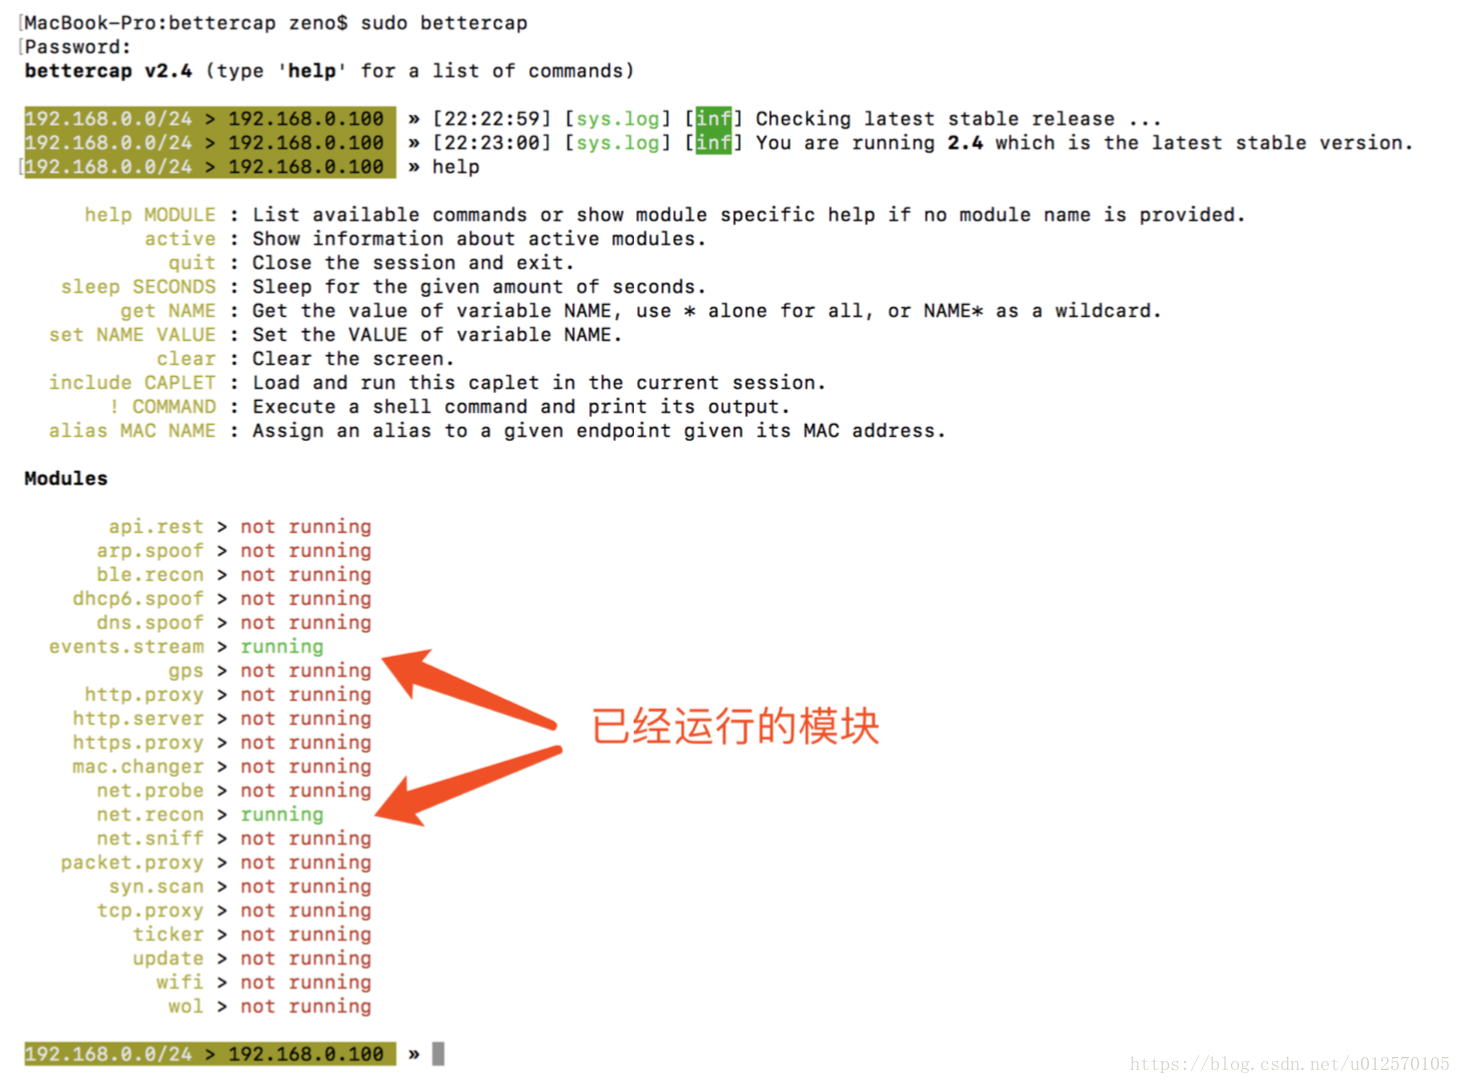 [MacBook-Pro:bettercap zeno$ sudo bettercap
[Password:
bettercap v2.4 (type 'help' for a list of commands)
192.168.0.0/24 > 192.168.0.100 » [22:22:59] [sys.log] [inf] Checking latest stable release ...
192.168.0.0/24 > 192.168.0.100 » [22:23:00] [sys.log] [inf] You are running 2.4 which is the latest stable version.
[192.168.0.0/24 > 192.168.0.100 » help
help MODULE : List available commands or show module specific help if no module name is provided.
active : Show information about active modules.
quit : Close the session and exit.
sleep SECONDS : Sleep for the given amount of seconds.
get NAME : Get the value of variable NAME, use * alone for all, or NAME* as a wildcard.
set NAME VALUE : Set the VALUE of variable NAME.
clear : Clear the screen.
include CAPLET : Load and run this caplet in the current session.
! COMMAND : Execute a shell command and print its output.
alias MAC NAME : Assign an alias to a given endpoint given its MAC address.
Modules
api.rest > not running
arp.spoof > not running
ble.recon > not running
dhcp6.spoof > not running
dns.spoof > not running
events.stream > running
gps > not running
http.proxy > not running
http.server > not running
已经运行的模块
https.proxy > not running
mac.changer > not running
net.probe > not running
net.recon > running
net.sniff > not running
packet.proxy > not running
syn.scan > not running
tcp.proxy > not running
ticker > not running
update > not running
wifi > not running
wol > not running
192.168.0.0/24 > 192.168.0.100 »
https://blog.csdn.net/u012570105